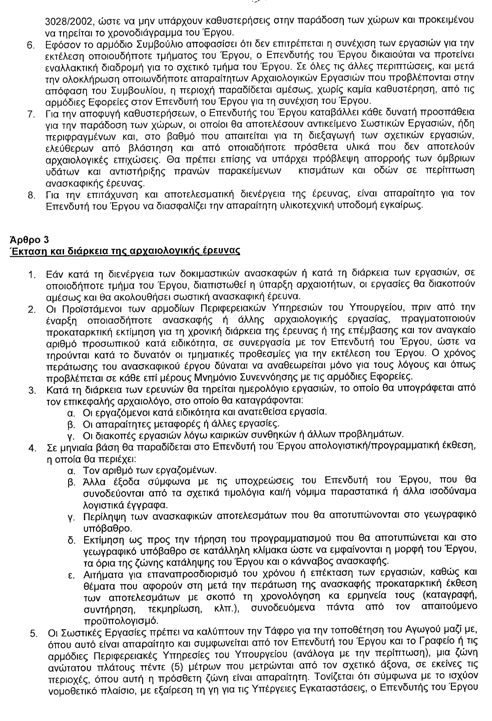 3028/2002, ώστε να μην υπάρχουν καθυστερήσεις στην παράδοση των χώρων και προκειμένου
να τηρείται το χρονοδιάγραμμα του Έργου.
6. Εφόσον το αρμόδιο Συμβούλιο αποφασίσει ότι δεν επιτρέπεται η συνέχιση των εργασιών για την
εκτέλεση οποιουδήποτε τμήματος του Έργου, ο Επενδυτής του Έργου δικαιούται να προτείνει
εναλλακτική διαδρομή για το σχετικό τμήμα του Έργου. Σε όλες τις άλλες περιπτώσεις, και μετά
την ολοκλήρωση οποιωνδήποτε απαραίτητων Αρχαιολογικών Εργασιών που προβλέπονται στην
απόφαση του Συμβουλίου, η περιοχή παραδίδεται αμέσως, χωρίς καμία καθυστέρηση, από τις
αρμόδιες Εφορείες στον Επενδυτή του Έργου για τη συνέχιση του Έργου.
7. Για την αποφυγή καθυστερήσεων, ο Επενδυτής του Έργου καταβάλλει κάθε δυνατή προσπάθεια
για την παράδοση των χώρων, οι οποίοι θα αποτελέσουν αντικείμενο Σωστικών Εργασιών, ήδη
περιφραγμένων και, στο βαθμό που απαιτείται για τη διεξαγωγή των σχετικών εργασιών,
ελεύθερων από βλάστηση και από οποιαδήποτε πρόσθετα υλικά που δεν αποτελούν
αρχαιολογικές επιχώσεις. Θα πρέπει επίσης να υπάρχει πρόβλεψη απορροής των όμβριων
υδάτων και αντιστήριξης πρανών παρακείμενων κτισμάτων και οδών σε περίπτωση
ανασκαφικής έρευνας.
8. Για την επιτάχυνση και αποτελεσματική διενέργεια της έρευνας, είναι απαραίτητο για τον
Επενδυτή του Έργου να διασφαλίζει την απαραίτητη υλικοτεχνική υποδομή εγκαίρως.
Άρθρο 3
Έκταση και διάρκεια της αρχαιολογικής έρευνας
1. Εάν κατά τη διενέργεια των δοκιμαστικών ανασκαφών ή κατά τη διάρκεια των εργασιών, σε
οποιοδήποτε τμήμα του Έργου, διαπιστωθεί η ύπαρξη αρχαιοτήτων, οι εργασίες θα διακοπούν
αμέσως και θα ακολουθήσει σωστική ανασκαφική έρευνα.
2. Οι Προϊστάμενοι των αρμοδίων Περιφερειακών Υπηρεσιών του Υπουργείου, πριν από την
έναρξη οποιασδήποτε ανασκαφής ή άλλης αρχαιολογικής εργασίας, πραγματοποιούν
προκαταρκτική εκτίμηση για τη χρονική διάρκεια της έρευνας ή της επέμβασης και τον αναγκαίο
αριθμό προσωπικού κατά ειδικότητα, σε συνεργασία με τον Επενδυτή του Έργου, ώστε να
τηρούνται κατά το δυνατόν οι τμηματικές προθεσμίες για την εκτέλεση του Έργου. Ο χρόνος
περάτωσης του ανασκαφικού έργου δύναται να αναθεωρείται μόνο για τους λόγους και όπως
προβλέπεται σε κάθε επί μέρους Μνημόνιο Συνεννόησης με τις αρμόδιες Εφορείες.
3. Κατά τη διάρκεια των ερευνών θα τηρείται ημερολόγιο εργασιών, το οποίο θα υπογράφεται από
τον επικεφαλής αρχαιολόγο, στο οποίο θα καταγράφονται:
α. Οι εργαζόμενοι κατά ειδικότητα και ανατεθείσα εργασία.
β. Οι απαραίτητες μεταφορές ή άλλες εργασίες.
γ. Οι διακοπές εργασιών λόγω καιρικών συνθηκών ή άλλων προβλημάτων.
4. Σε μηνιαία βάση θα παραδίδεται στο Επενδυτή του Έργου απολογιστική/προγραμματική έκθεση,
η οποία θα περιέχει:
α. Τον αριθμό των εργαζομένων.
β. Άλλα έξοδα σύμφωνα με τις υποχρεώσεις του Επενδυτή του Έργου, που θα
συνοδεύονται από τα σχετικά τιμολόγια και/ή νόμιμα παραστατικά ή άλλα ισοδύναμα
λογιστικά έγγραφα.
γ. Περίληψη των ανασκαφικών αποτελεσμάτων που θα αποτυπώνονται στο γεωγραφικό
υπόβαθρο.
δ. Εκτίμηση ως προς την τήρηση του προγραμματισμού που θα αποτυπώνεται και στο
γεωγραφικό υπόβαθρο σε κατάλληλη κλίμακα ώστε να εμφαίνονται η μορφή του Έργου,
τα όρια της ζώνης κατάληψης του Έργου και ο κάνναβος ανασκαφής.
ε. Αιτήματα για επαναπροσδιορισμό του χρόνου ή επέκταση των εργασιών, καθώς και
θέματα που αφορούν στη μετά την περάτωση της ανασκαφής προκαταρκτική έκθεση
των αποτελεσμάτων με σκοπό τη χρονολόγηση κα ερμηνεία τους (καταγραφή,
συντήρηση, τεκμηρίωση, κλπ.), συνοδευόμενα πάντα από τον απαιτούμενο
προϋπολογισμό.
5. Οι Σωστικές Εργασίες πρέπει να καλύπτουν την Τάφρο για την τοποθέτηση του Αγωγού μαζί με,
όπου αυτό είναι απαραίτητο και συμφωνείται από τον Επενδυτή του Έργου και το Γραφείο ή τις
αρμόδιες Περιφερειακές Υπηρεσίες του Υπουργείου (ανάλογα με την περίπτωση), μια ζώνη
ανώτατου πλάτους πέντε (5) μέτρων που μετρώνται από τον σχετικό άξονα, σε εκείνες τις
περιοχές, όπου αυτή η πρόσθετη ζώνη είναι απαραίτητη. Τονίζεται ότι σύμφωνα με το ισχύον
νομοθετικό πλαίσιο, με εξαίρεση τη γη για τις Υπέργειες Εγκαταστάσεις, ο Επενδυτής του Έργου